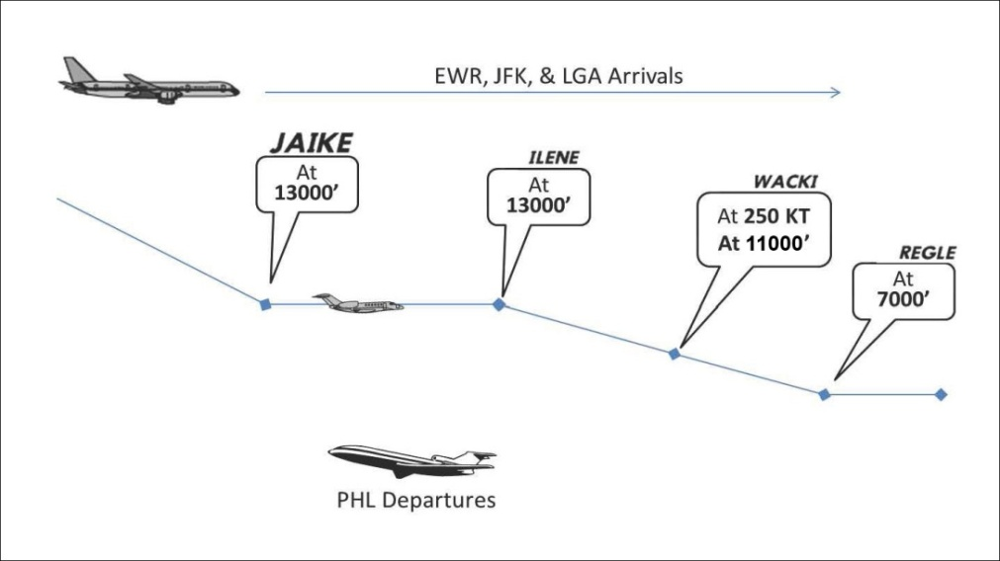 EWR, JFK, & LGA Arrivals
JAIKE
At
13000’
ILENE
At
13000’
WACKI
At 250 KT
At 11000’
REGLE
At
7000’
PHL Departures